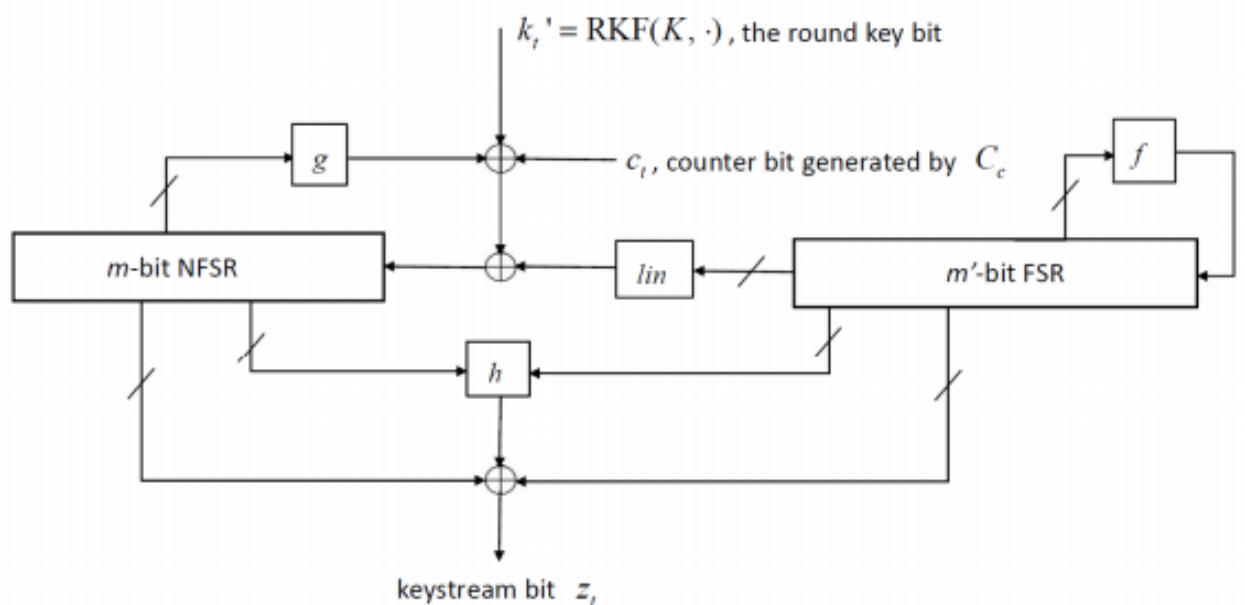 k_t' = RKF(K, ·), the round key bit
g
c_t, counter bit generated by C_c
f
m-bit NFSR
lin
m'-bit FSR
h
keystream bit z_t